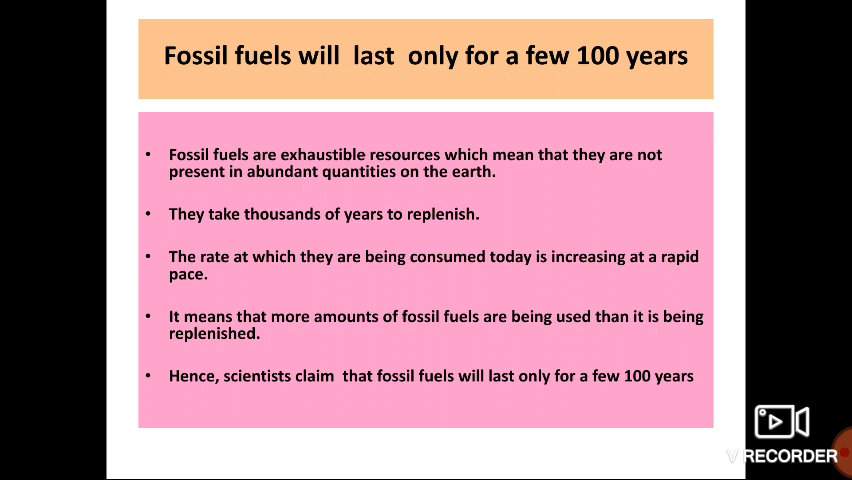 Fossil fuels will last only for a few 100 years
• Fossil fuels are exhaustible resources which mean that they are not
present in abundant quantities on the earth.
• They take thousands of years to replenish.
• The rate at which they are being consumed today is increasing at a rapid
pace.
• It means that more amounts of fossil fuels are being used than it is being
replenished.
• Hence, scientists claim that fossil fuels will last only for a few 100 years
V RECORDER